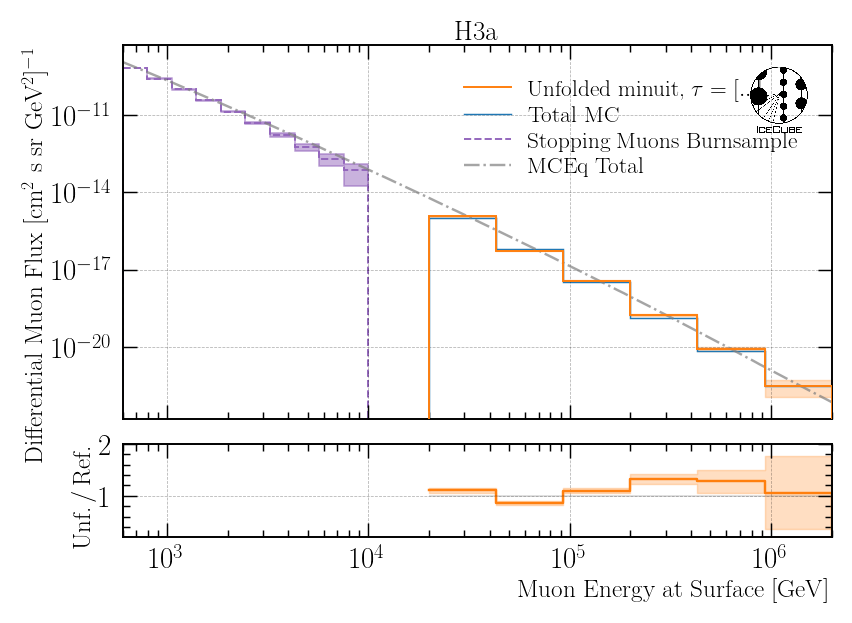 H3a
Differential Muon Flux [cm² s sr GeV²]⁻¹
10⁻¹¹
10⁻¹⁴
10⁻¹⁷
10⁻²⁰
Unfolded minuit, τ = [..
Total MC
Stopping Muons Burnsample
MCEq Total
ICECUBE
Unf. / Ref.
2
1
10³ 10⁴ 10⁵ 10⁶
Muon Energy at Surface [GeV]